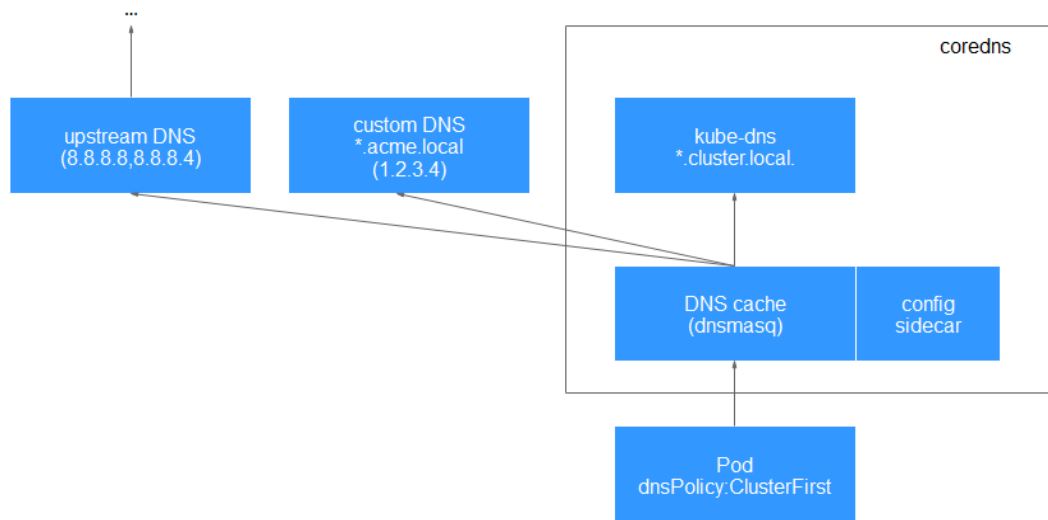 ...
coredns
upstream DNS
(8.8.8.8,8.8.8.4)
custom DNS
*.acme.local
(1.2.3.4)
kube-dns
*.cluster.local.
DNS cache
(dnsmasq)
config
sidecar
Pod
dnsPolicy:ClusterFirst